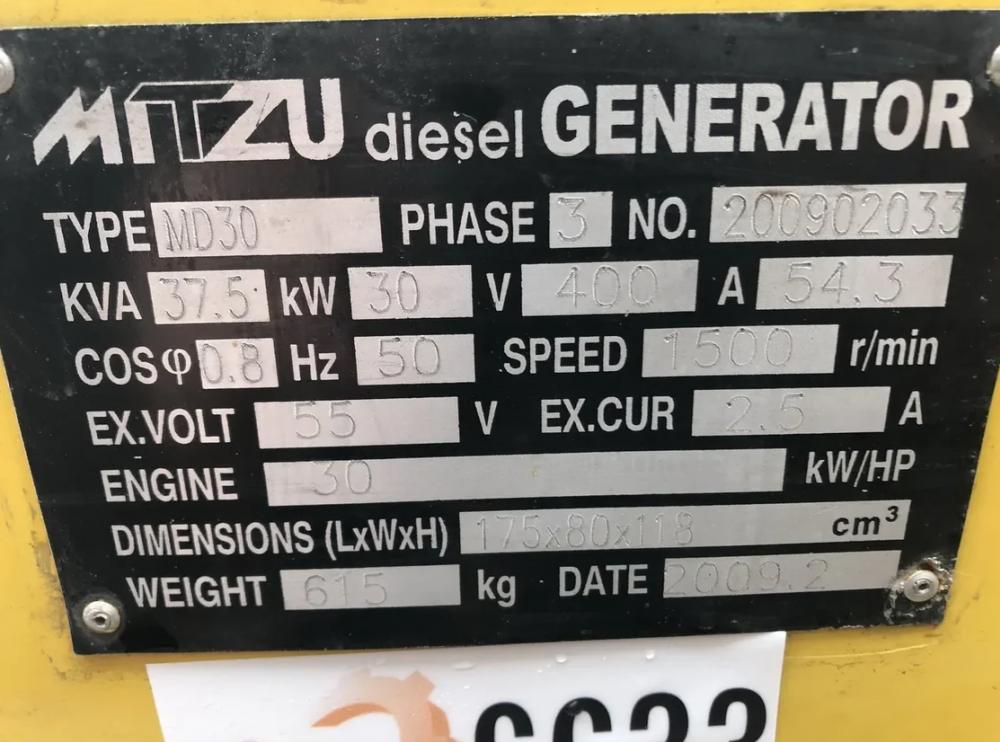 MITZU diesel GENERATOR
TYPE MD30 PHASE 3 NO. 200902033
KVA 37.5 kW 30 V 400 A 54.3
COSφ 0.8 Hz 50 SPEED 1500 r/min
EX.VOLT 55 V EX.CUR 2.5 A
ENGINE 30 kW/HP
DIMENSIONS (LxWxH) 175x80x118 cm³
WEIGHT 615 kg DATE 2009.2